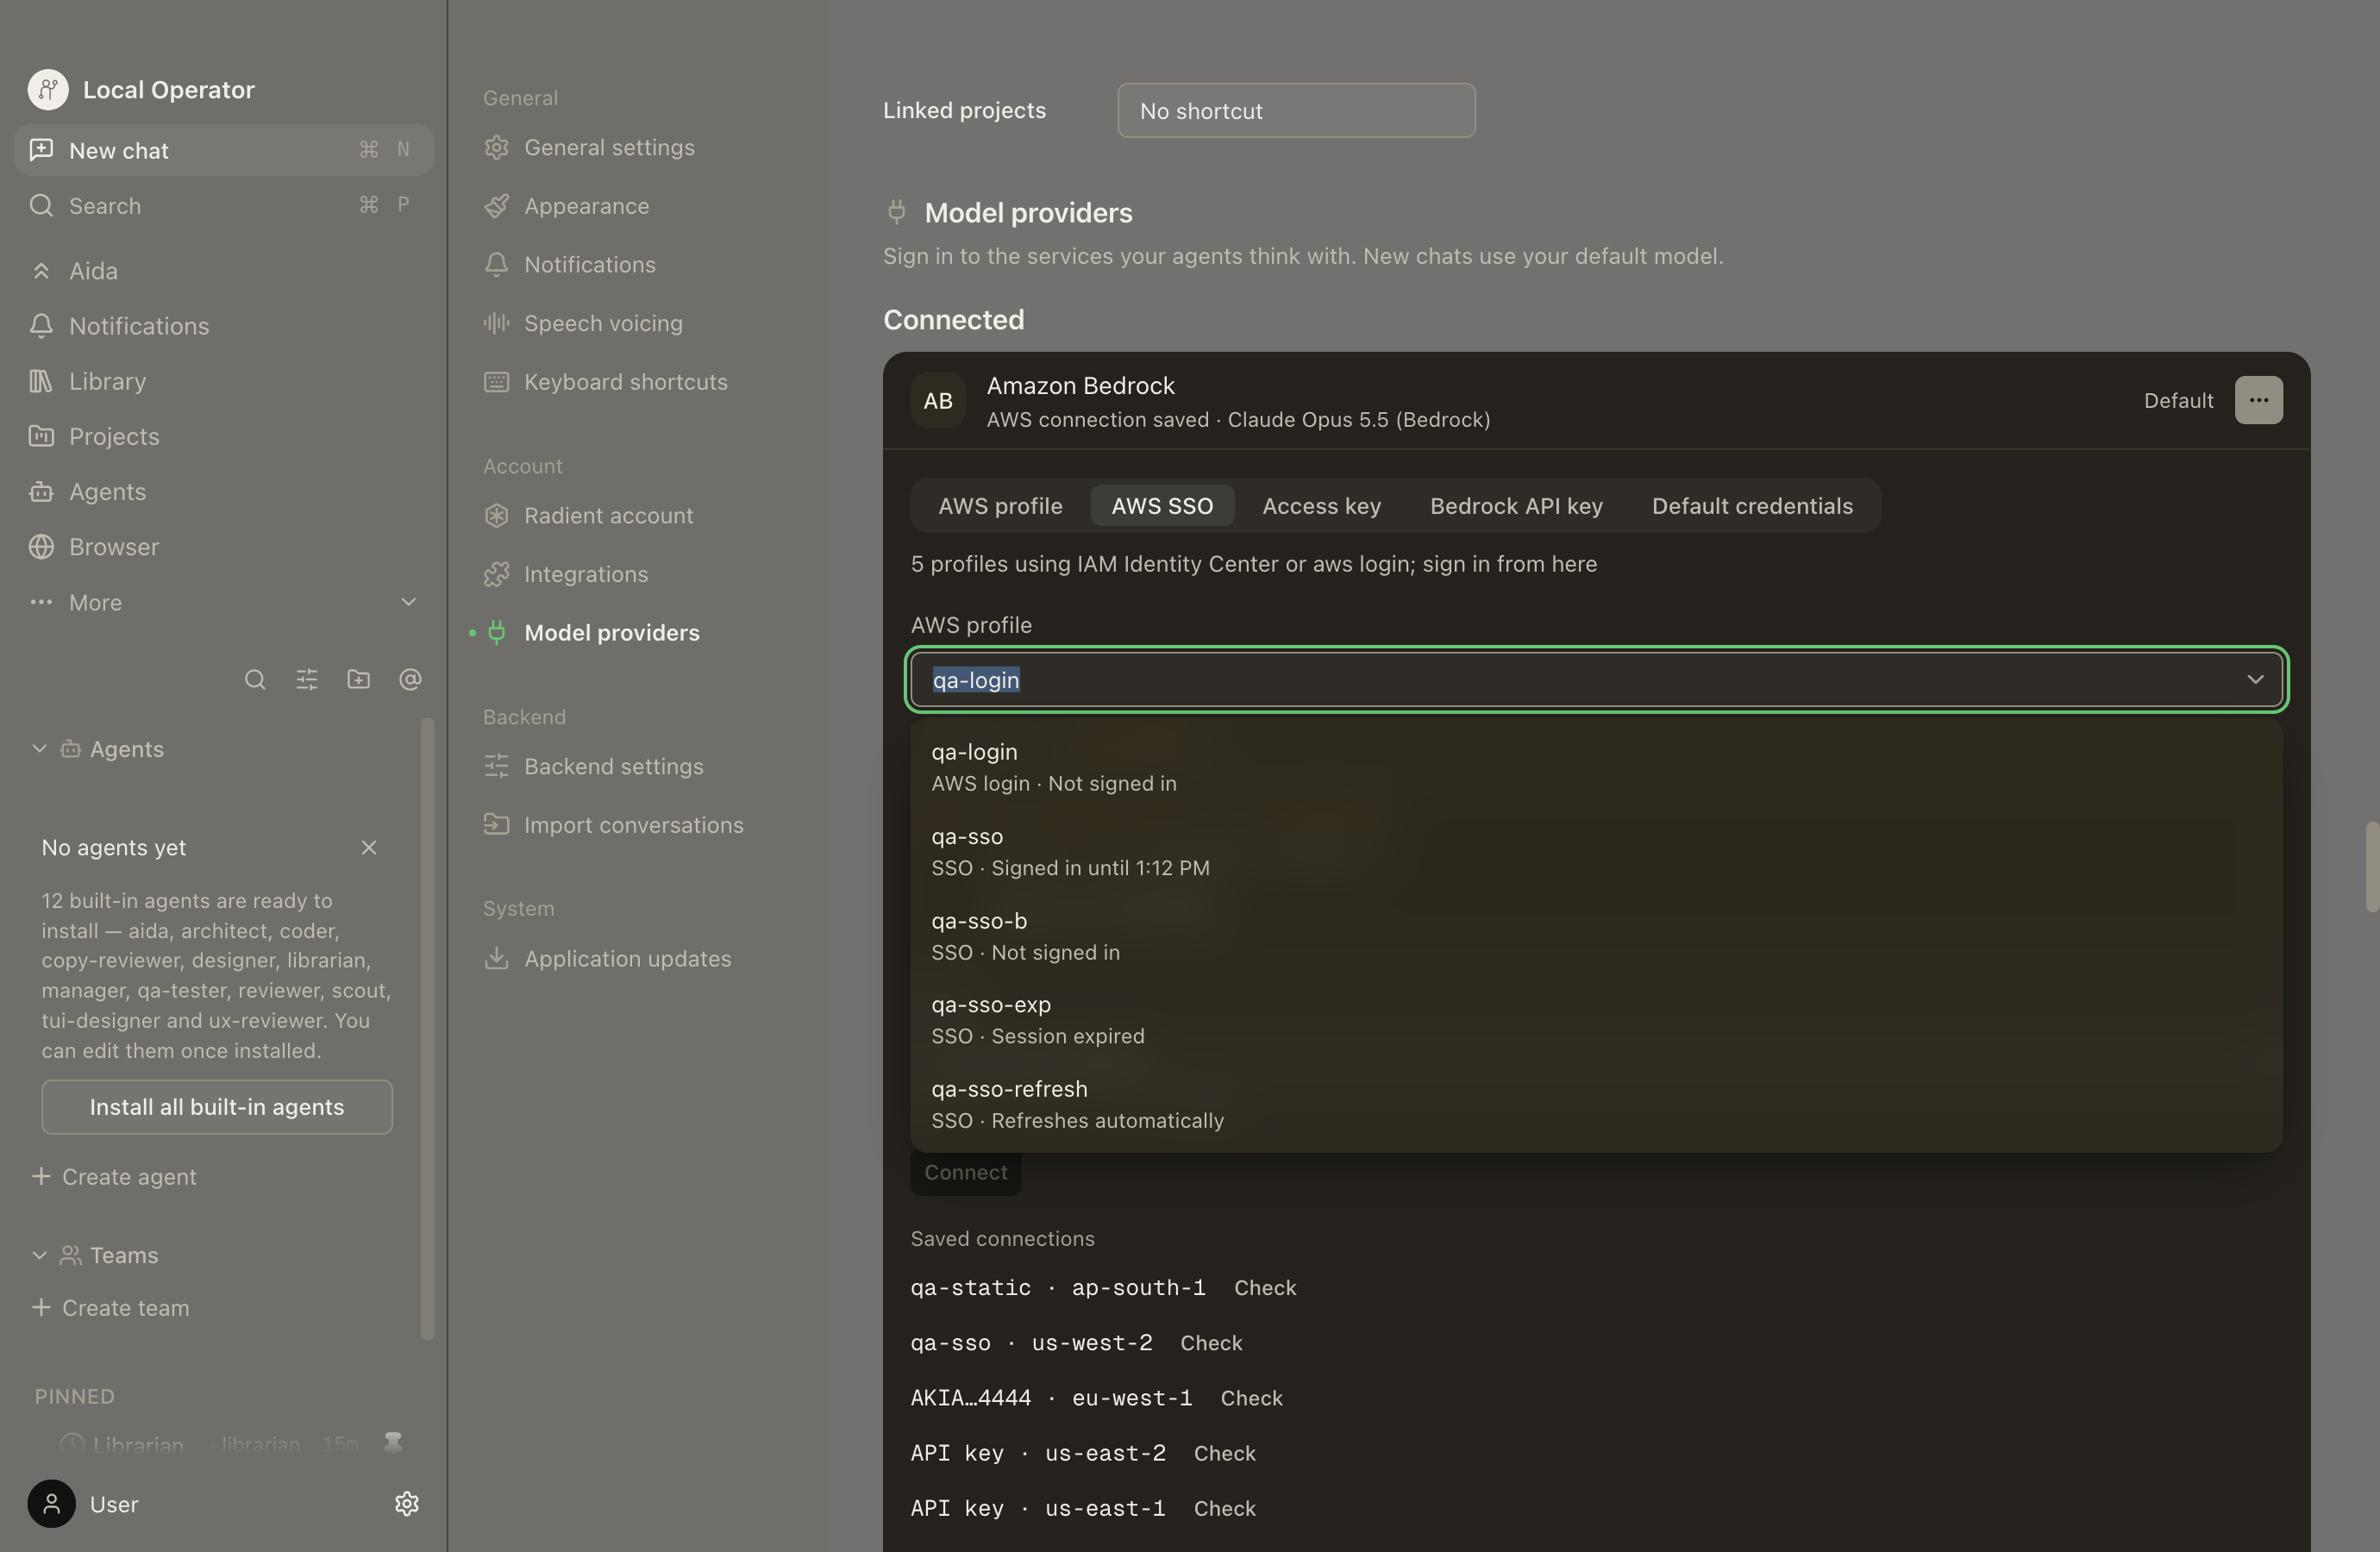 Local Operator
New chat ⌘ N
Search ⌘ P
Aida
Notifications
Library
Projects
Agents
Browser
More
Agents
No agents yet
12 built-in agents are ready to
install — aida, architect, coder,
copy-reviewer, designer, librarian,
manager, qa-tester, reviewer, scout,
tui-designer and ux-reviewer. You
can edit them once installed.
Install all built-in agents
Create agent
Teams
Create team
PINNED
Librarian · librarian 15m
User
General
General settings
Appearance
Notifications
Speech voicing
Keyboard shortcuts
Account
Radient account
Integrations
Model providers
Backend
Backend settings
Import conversations
System
Application updates
Linked projects
No shortcut
Model providers
Sign in to the services your agents think with. New chats use your default model.
Connected
AB
Amazon Bedrock
AWS connection saved · Claude Opus 5.5 (Bedrock)
Default
AWS profile
AWS SSO
Access key
Bedrock API key
Default credentials
5 profiles using IAM Identity Center or aws login; sign in from here
AWS profile
qa-login
qa-login
AWS login · Not signed in
qa-sso
SSO · Signed in until 1:12 PM
qa-sso-b
SSO · Not signed in
qa-sso-exp
SSO · Session expired
qa-sso-refresh
SSO · Refreshes automatically
Connect
Saved connections
qa-static · ap-south-1 Check
qa-sso · us-west-2 Check
AKIA…4444 · eu-west-1 Check
API key · us-east-2 Check
API key · us-east-1 Check